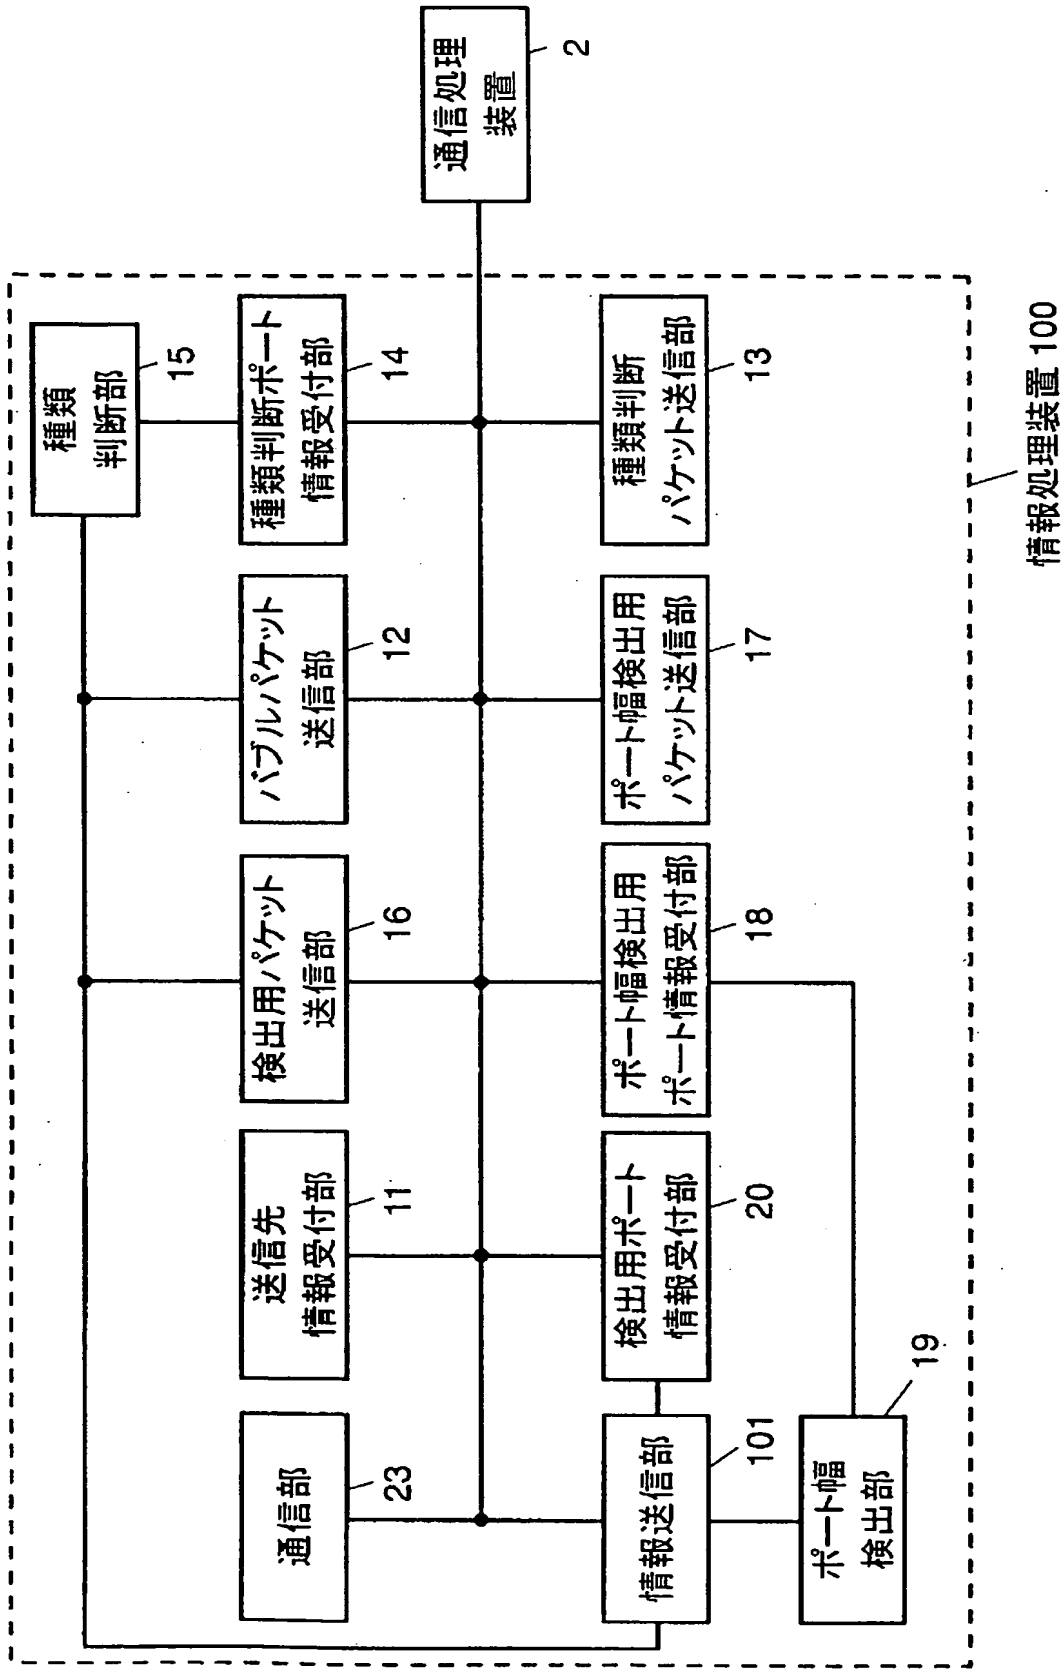 種類
判断部
15
通信部
23
送信先
情報受付部
11
検出用パケット
送信部
16
バブルパケット
送信部
12
種類判断ポート
情報受付部
14
通信処理
装置
2
情報送信部
101
検出用ポート
情報受付部
20
ポート幅検出用
ポート情報受付部
18
ポート幅検出用
パケット送信部
17
種類判断
パケット送信部
13
ポート幅
検出部
19
情報処理装置 100